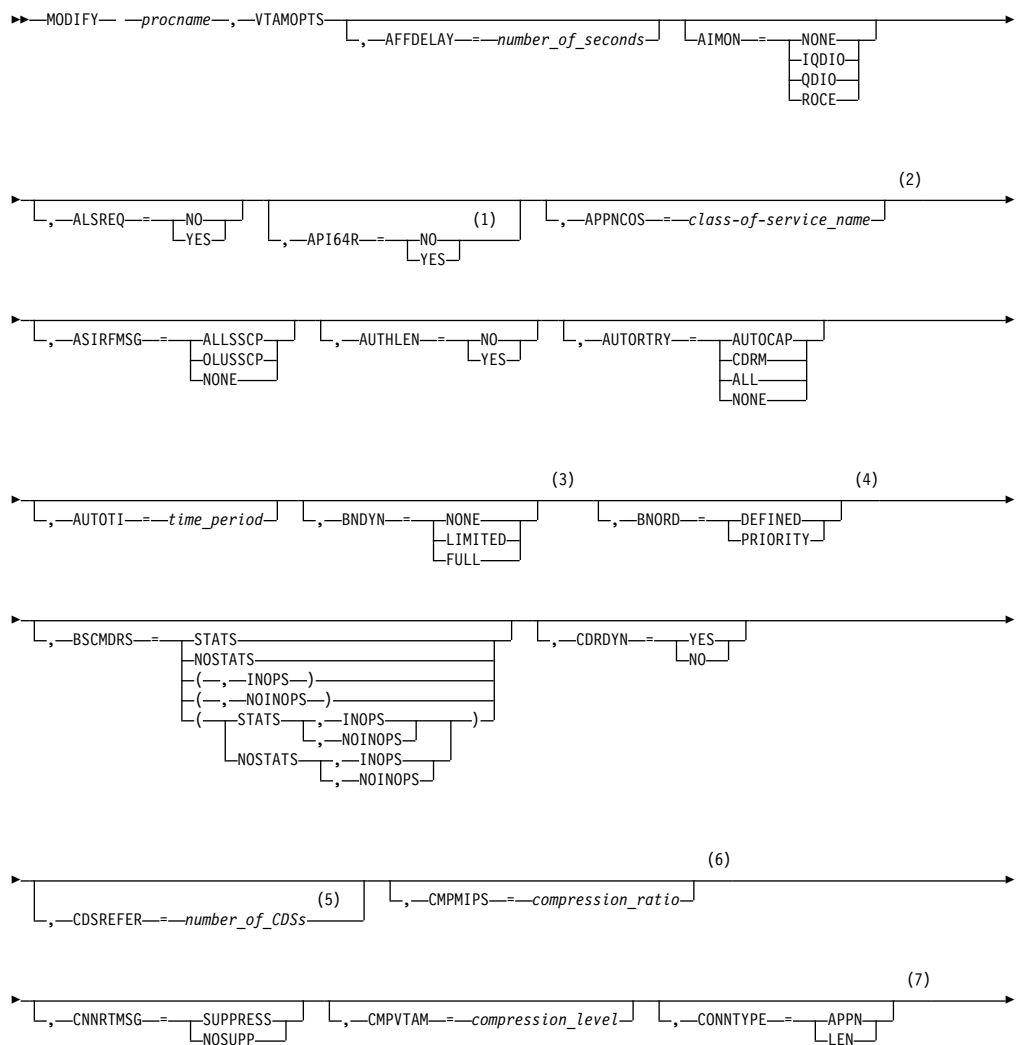 MODIFY procname , VTAMOPTS , AFFDELAY = number_of_seconds AIMON = NONE
IQDIO
QDIO
ROCE
(2)
, ALSREQ = NO
YES
, API64R = NO (1)
YES
, APPNCOS = class-of-service_name
, ASIRFMSG = ALLSSCP
OLUSSCP
NONE
, AUTHLEN = NO
YES
, AUTORTRY = AUTOCAP
CDRM
ALL
NONE
(3) (4)
, AUTOTI = time_period
, BNDYN = NONE
LIMITED
FULL
, BNORD = DEFINED
PRIORITY
, BSCMDRS = STATS
NOSTATS
( , INOPS )
( , NOINOPS )
( STATS , INOPS )
, NOINOPS
NOSTATS , INOPS
, NOINOPS
, CDRDYN = YES
NO
(6)
(5)
, CDSREFER = number_of_CDSs
, CMPMIPS = compression_ratio
(7)
, CNNRTMSG = SUPPRESS
NOSUPP
, CMPVTAM = compression_level
, CONNTYPE = APPN
LEN